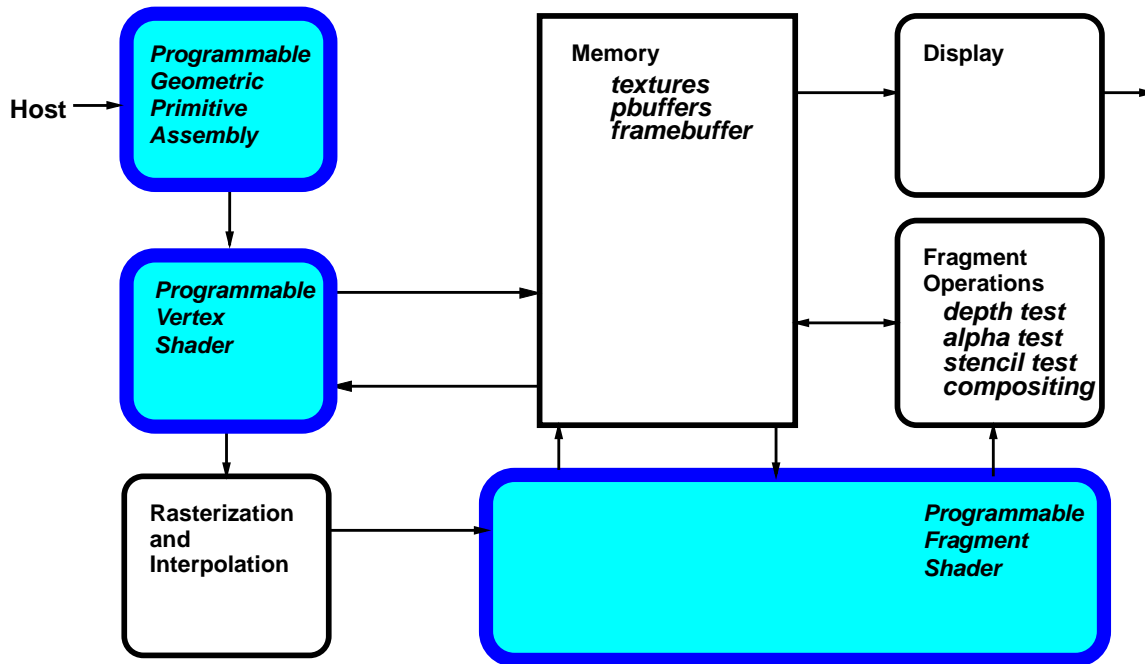 Host
Programmable
Geometric
Primitive
Assembly
Memory
textures
pbuffers
framebuffer
Display
Programmable
Vertex
Shader
Fragment
Operations
depth test
alpha test
stencil test
compositing
Rasterization
and
Interpolation
Programmable
Fragment
Shader